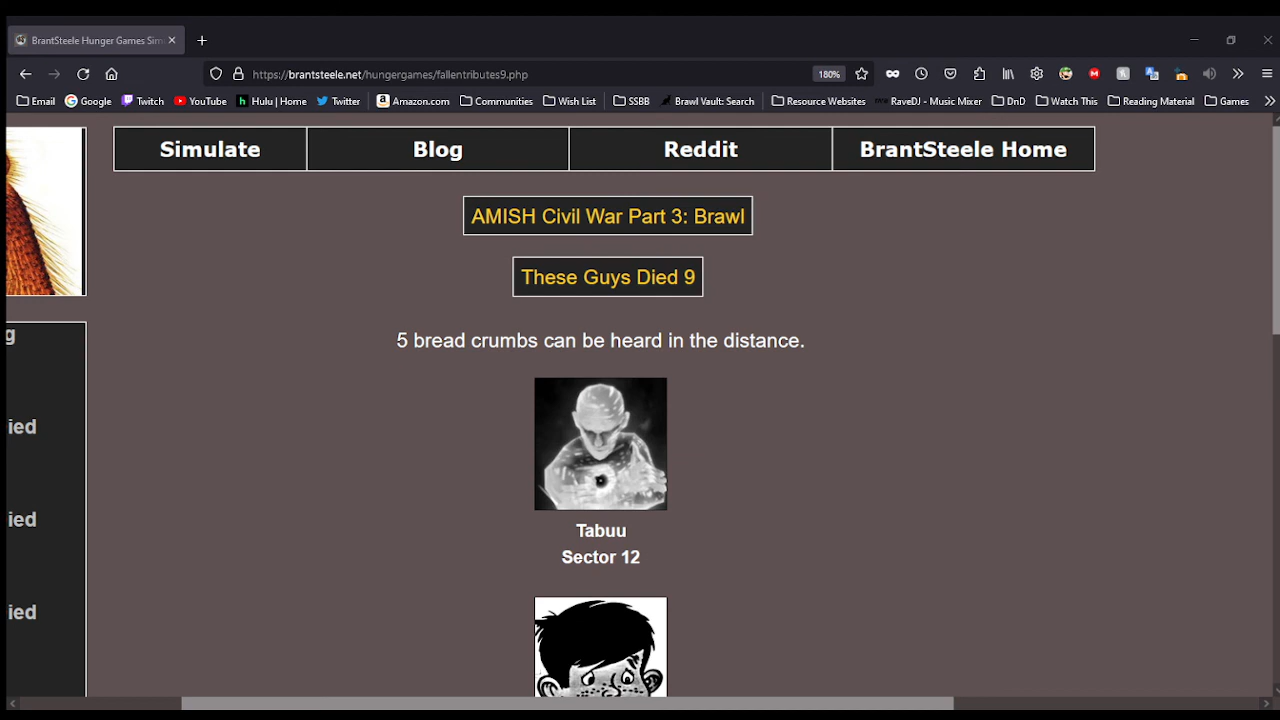 BrantSteele Hunger Games Sim
https://brantsteele.net/hungergames/fallentributes9.php
180%
Email Google Twitch YouTube Hulu | Home Twitter Amazon.com Communities Wish List SSBB Brawl Vault: Search Resource Websites RaveDJ - Music Mixer DnD Watch This Reading Material Games
Simulate Blog Reddit BrantSteele Home
AMISH Civil War Part 3: Brawl
These Guys Died 9
g
5 bread crumbs can be heard in the distance.
ied
ied
Tabuu
Sector 12
ied